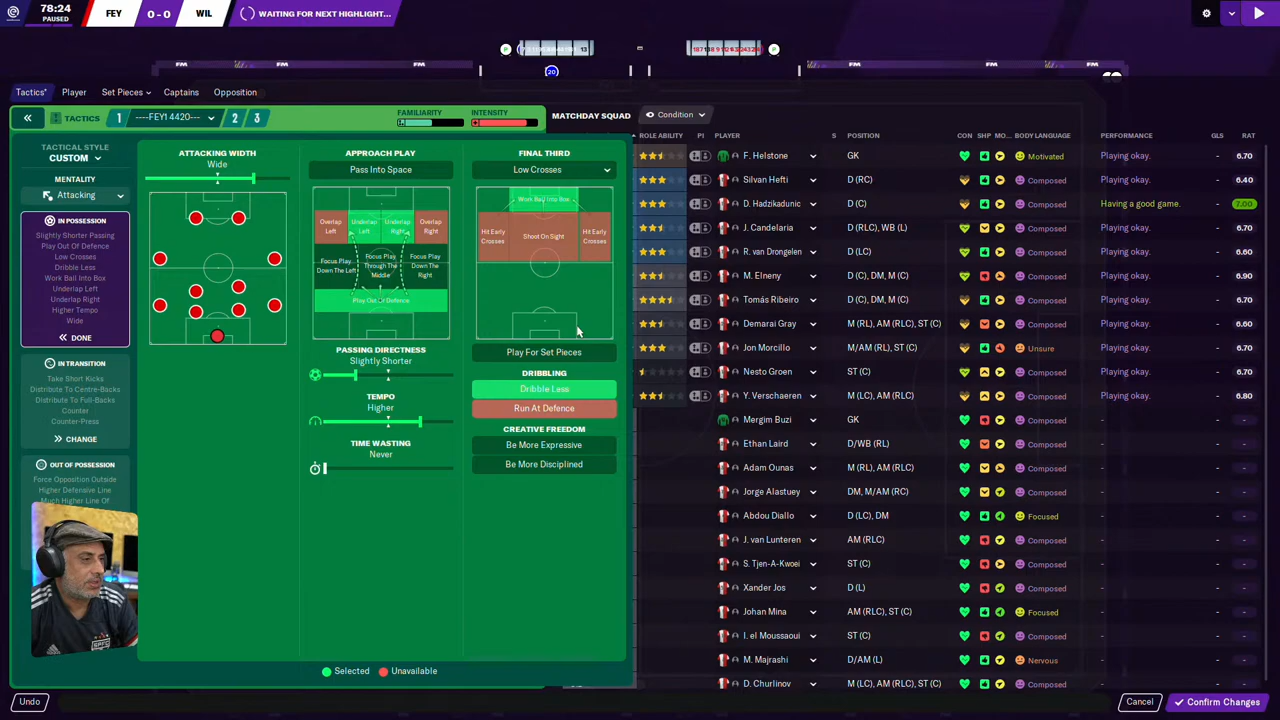 78:24
PAUSED
FEY
0 - 0
WIL
WAITING FOR NEXT HIGHLIGHT...
FM
FM
FM
FM
FM
FM
P
P
20
Tactics*
Player
Set Pieces
Captains
Opposition
TACTICS
1
----FEY1 4420---
2
3
FAMILIARITY
INTENSITY
MATCHDAY SQUAD
Condition
TACTICAL STYLE
CUSTOM
MENTALITY
Attacking
IN POSSESSION
Slightly Shorter Passing
Play Out Of Defence
Low Crosses
Dribble Less
Work Ball Into Box
Underlap Left
Underlap Right
Higher Tempo
Wide
DONE
IN TRANSITION
Take Short Kicks
Distribute To Centre-Backs
Distribute To Full-Backs
Counter
Counter-Press
CHANGE
OUT OF POSSESSION
Force Opposition Outside
Higher Defensive Line
Much Higher Line Of
ATTACKING WIDTH
Wide
APPROACH PLAY
Pass Into Space
Overlap Left
Underlap Left
Underlap Right
Overlap Right
Focus Play Down The Left
Focus Play Through The Middle
Focus Play Down The Right
Play Out Of Defence
PASSING DIRECTNESS
Slightly Shorter
TEMPO
Higher
TIME WASTING
Never
FINAL THIRD
Low Crosses
Work Ball Into Box
Hit Early Crosses
Shoot On Sight
Hit Early Crosses
Play For Set Pieces
DRIBBLING
Dribble Less
Run At Defence
CREATIVE FREEDOM
Be More Expressive
Be More Disciplined
Selected
Unavailable
ROLE ABILITY PI PLAYER S POSITION CON SHP MO... BODY LANGUAGE PERFORMANCE GLS RAT
F. Helstone GK Motivated Playing okay. - 6.70
Silvan Hefti D (RC) Composed Playing okay. - 6.40
D. Hadzikadunic D (C) Composed Having a good game. - 7.00
J. Candelaria D (RLC), WB (L) Composed Playing okay. - 6.70
R. van Drongelen D (LC) Composed Playing okay. - 6.70
M. Elneny D (C), DM, M (C) Composed Playing okay. - 6.90
Tomás Ribeiro D (C), DM, M (C) Composed Playing okay. - 6.70
Demarai Gray M (RL), AM (RLC), ST (C) Composed Playing okay. - 6.60
Jon Morcillo M/AM (RL), ST (C) Unsure Playing okay. - 6.70
Nesto Groen ST (C) Composed Playing okay. - 6.70
Y. Verschaeren M (LC), AM (RLC) Composed Playing okay. - 6.80
Mergim Buzi GK Composed - - -
Ethan Laird D/WB (RL) Composed - - -
Adam Ounas M (RL), AM (RLC) Composed - - -
Jorge Alastuey DM, M/AM (RC) Composed - - -
Abdou Diallo D (LC), DM Focused - - -
J. van Lunteren AM (RLC) Composed - - -
S. Tjen-A-Kwoei ST (C) Composed - - -
Xander Jos D (L) Composed - - -
Johan Mina AM (RLC), ST (C) Focused - - -
I. el Moussaoui ST (C) Composed - - -
M. Majrashi D/AM (L) Nervous - - -
D. Churlinov M (LC), AM (RLC), ST (C) Composed - - -
Undo
Cancel
Confirm Changes